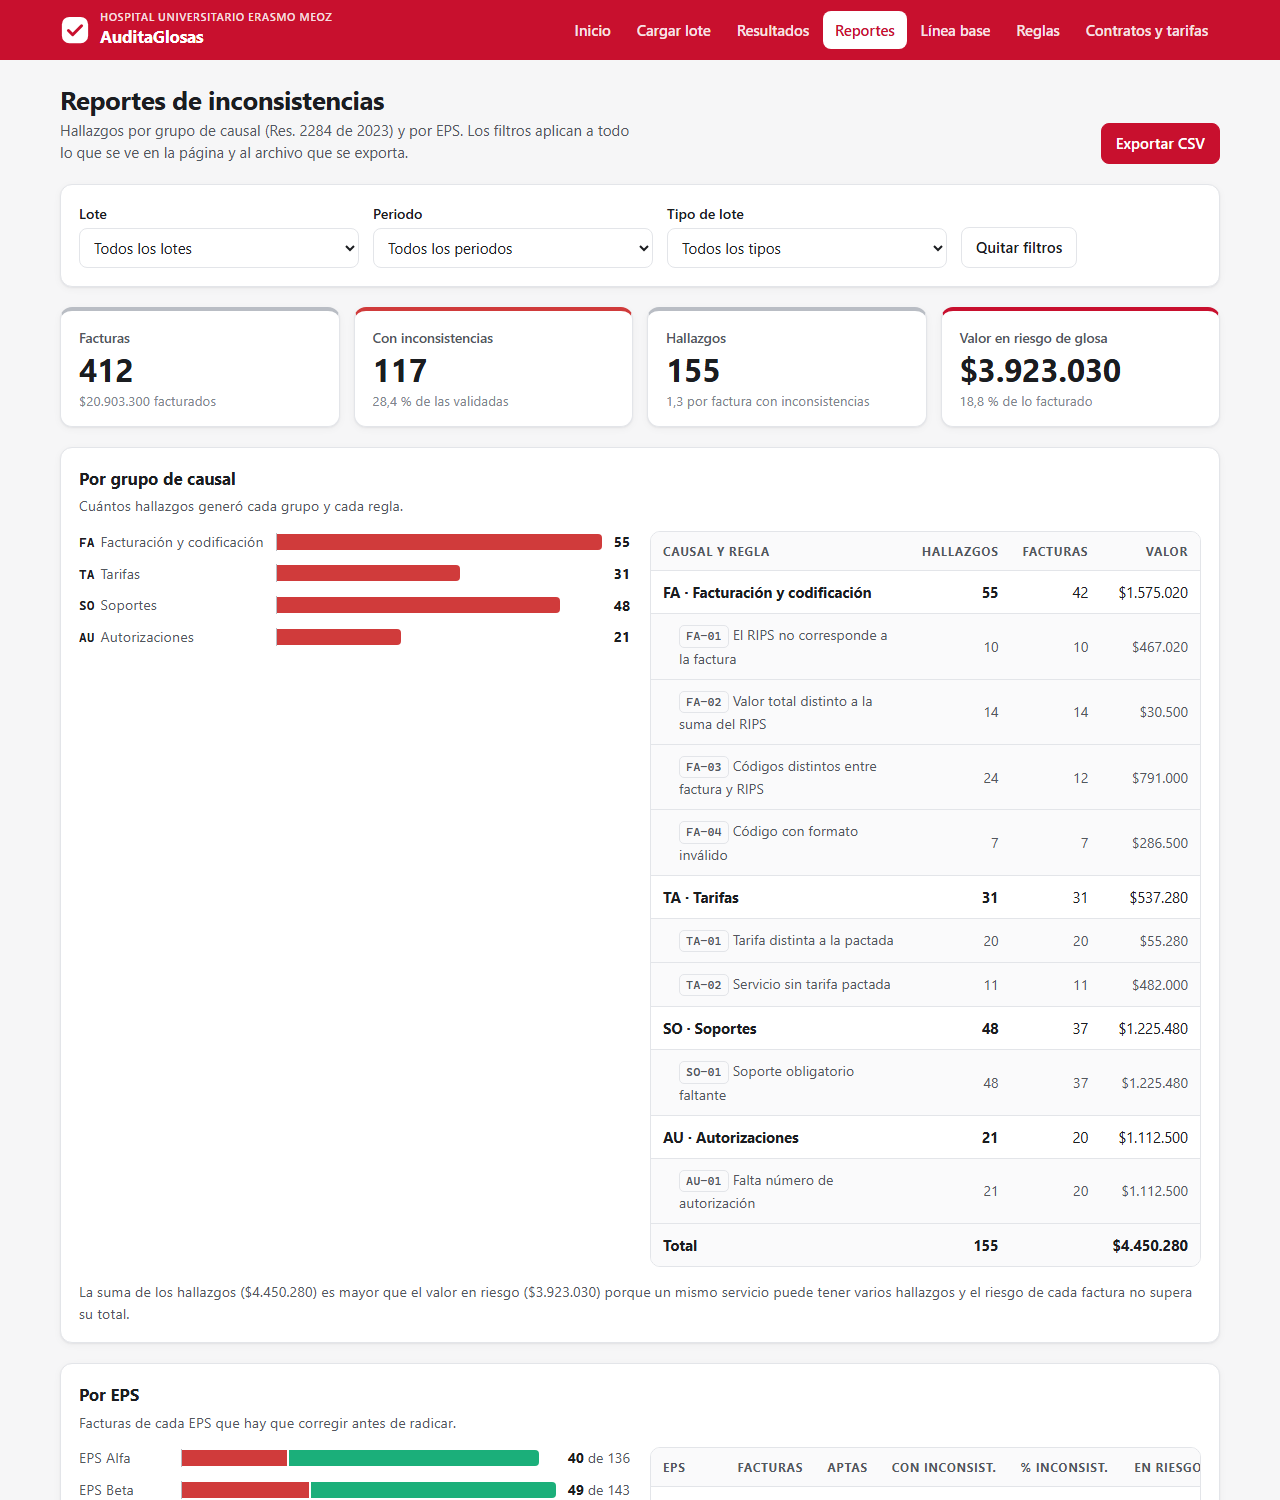 HOSPITAL UNIVERSITARIO ERASMO MEOZ
AuditaGlosas
Inicio
Cargar lote
Resultados
Reportes
Línea base
Reglas
Contratos y tarifas
Reportes de inconsistencias
Hallazgos por grupo de causal (Res. 2284 de 2023) y por EPS. Los filtros aplican a todo
lo que se ve en la página y al archivo que se exporta.
Exportar CSV
Lote
Periodo
Tipo de lote
Todos los lotes
Todos los periodos
Todos los tipos
Quitar filtros
Facturas
412
$20.903.300 facturados
Con inconsistencias
117
28,4 % de las validadas
Hallazgos
155
1,3 por factura con inconsistencias
Valor en riesgo de glosa
$3.923.030
18,8 % de lo facturado
Por grupo de causal
Cuántos hallazgos generó cada grupo y cada regla.
FA Facturación y codificación 55
TA Tarifas 31
SO Soportes 48
AU Autorizaciones 21
CAUSAL Y REGLA HALLAZGOS FACTURAS VALOR
FA · Facturación y codificación 55 42 $1.575.020
FA-01 El RIPS no corresponde a
la factura
10 10 $467.020
FA-02 Valor total distinto a la
suma del RIPS
14 14 $30.500
FA-03 Códigos distintos entre
factura y RIPS
24 12 $791.000
FA-04 Código con formato
inválido
7 7 $286.500
TA · Tarifas 31 31 $537.280
TA-01 Tarifa distinta a la pactada 20 20 $55.280
TA-02 Servicio sin tarifa pactada 11 11 $482.000
SO · Soportes 48 37 $1.225.480
SO-01 Soporte obligatorio
faltante
48 37 $1.225.480
AU · Autorizaciones 21 20 $1.112.500
AU-01 Falta número de
autorización
21 20 $1.112.500
Total 155 $4.450.280
La suma de los hallazgos ($4.450.280) es mayor que el valor en riesgo ($3.923.030) porque un mismo servicio puede tener varios hallazgos y el riesgo de cada factura no supera
su total.
Por EPS
Facturas de cada EPS que hay que corregir antes de radicar.
EPS Alfa 40 de 136
EPS Beta 49 de 143
EPS FACTURAS APTAS CON INCONSIST. % INCONSIST. EN RIESGO